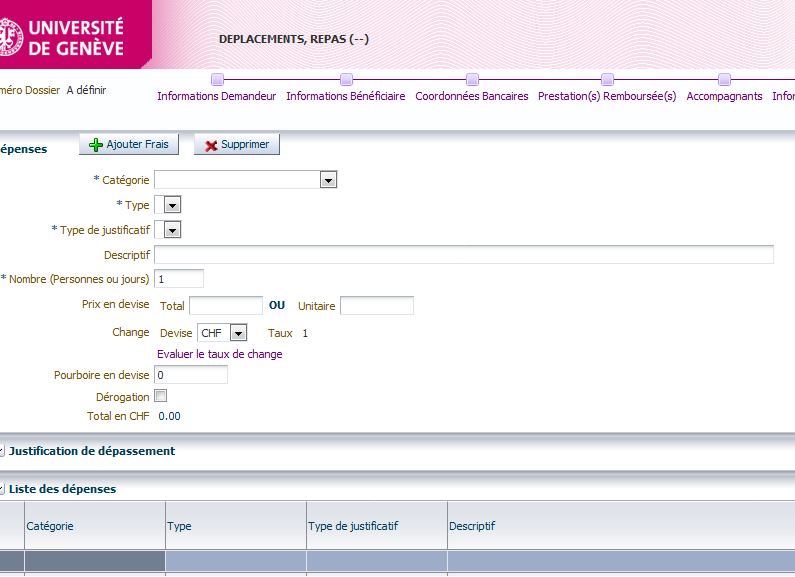 UNIVERSITÉ
DE GENÈVE
DEPLACEMENTS, REPAS (--)
méro Dossier A définir
Informations Demandeur Informations Bénéficiaire Coordonnées Bancaires Prestation(s) Remboursée(s) Accompagnants Infor
épenses Ajouter Frais Supprimer
* Catégorie
* Type
* Type de justificatif
Descriptif
* Nombre (Personnes ou jours) 1
Prix en devise Total OU Unitaire
Change Devise CHF Taux 1
Evaluer le taux de change
Pourboire en devise 0
Dérogation
Total en CHF 0.00
Justification de dépassement
Liste des dépenses
Catégorie Type Type de justificatif Descriptif